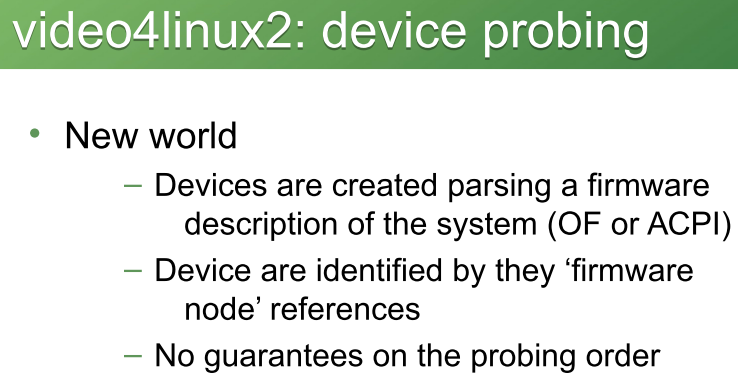 video4linux2: device probing
• New world
– Devices are created parsing a firmware
description of the system (OF or ACPI)
– Device are identified by they ‘firmware
node’ references
– No guarantees on the probing order